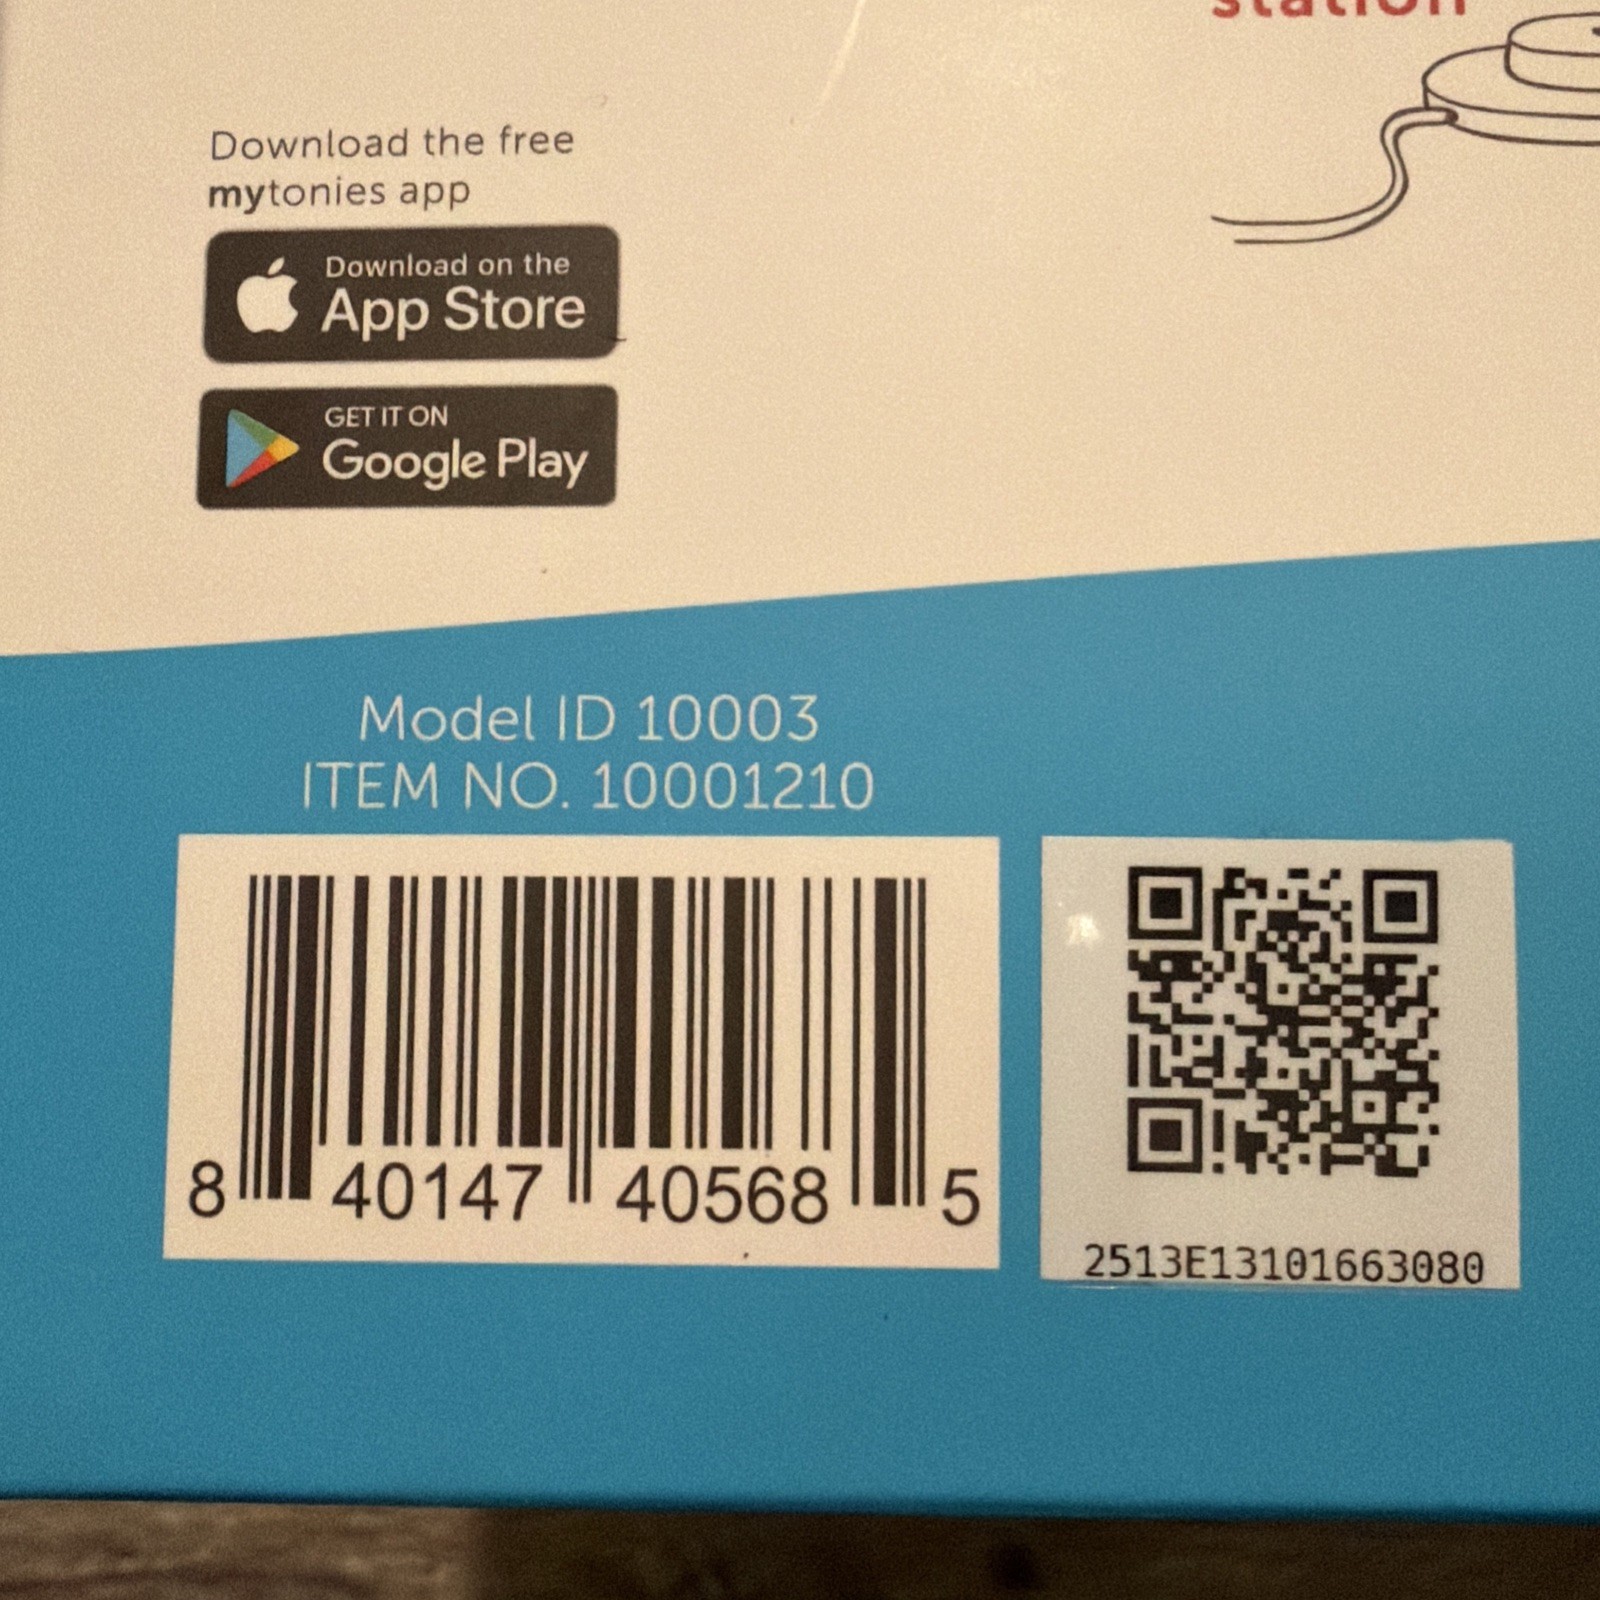 station
Download the free
mytonies app
Download on the
App Store
GET IT ON
Google Play
Model ID 10003
ITEM NO. 10001210
8 40147 40568 5
2513E13101663080